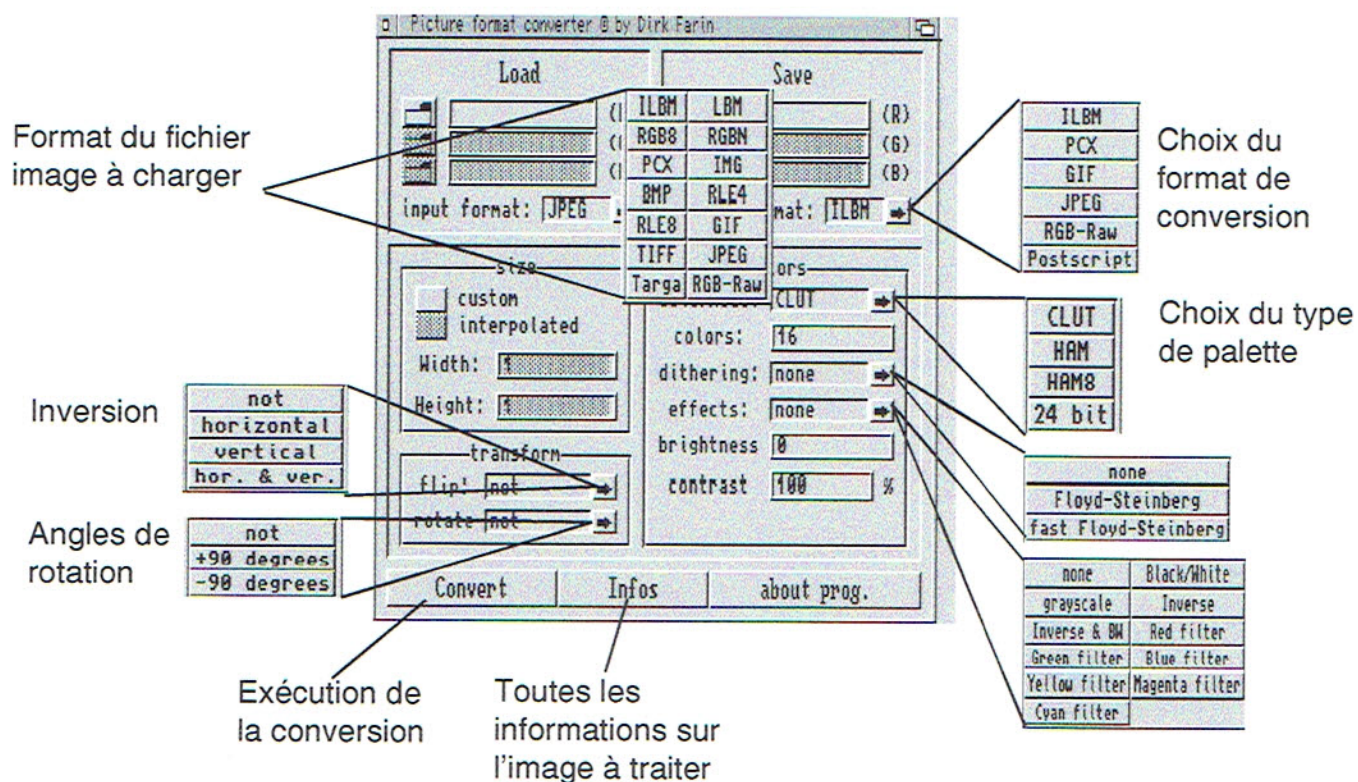 Picture format converter © by Dirk Farin
Load
Save
(R)
(G)
(B)
input format: JPEG
mat: ILBM
ILBM LBM
RGB8 RGBN
PCX IMG
BMP RLE4
RLE8 GIF
TIFF JPEG
Targa RGB-Raw
Format du fichier
image à charger
ILBM
PCX
GIF
JPEG
RGB-Raw
Postscript
Choix du
format de
conversion
size
custom
interpolated
Width: 1
Height: 1
ors
CLUT
colors: 16
dithering: none
effects: none
brightness 0
contrast 100 %
CLUT
HAM
HAM8
24 bit
Choix du type
de palette
transform
flip: not
rotate not
Inversion
not
horizontal
vertical
hor. & ver.
Angles de
rotation
not
+90 degrees
-90 degrees
none
Floyd-Steinberg
fast Floyd-Steinberg
none Black/White
grayscale Inverse
Inverse & BW Red filter
Green filter Blue filter
Yellow filter Magenta filter
Cyan filter
Convert
Infos
about prog.
Exécution de
la conversion
Toutes les
informations sur
l'image à traiter